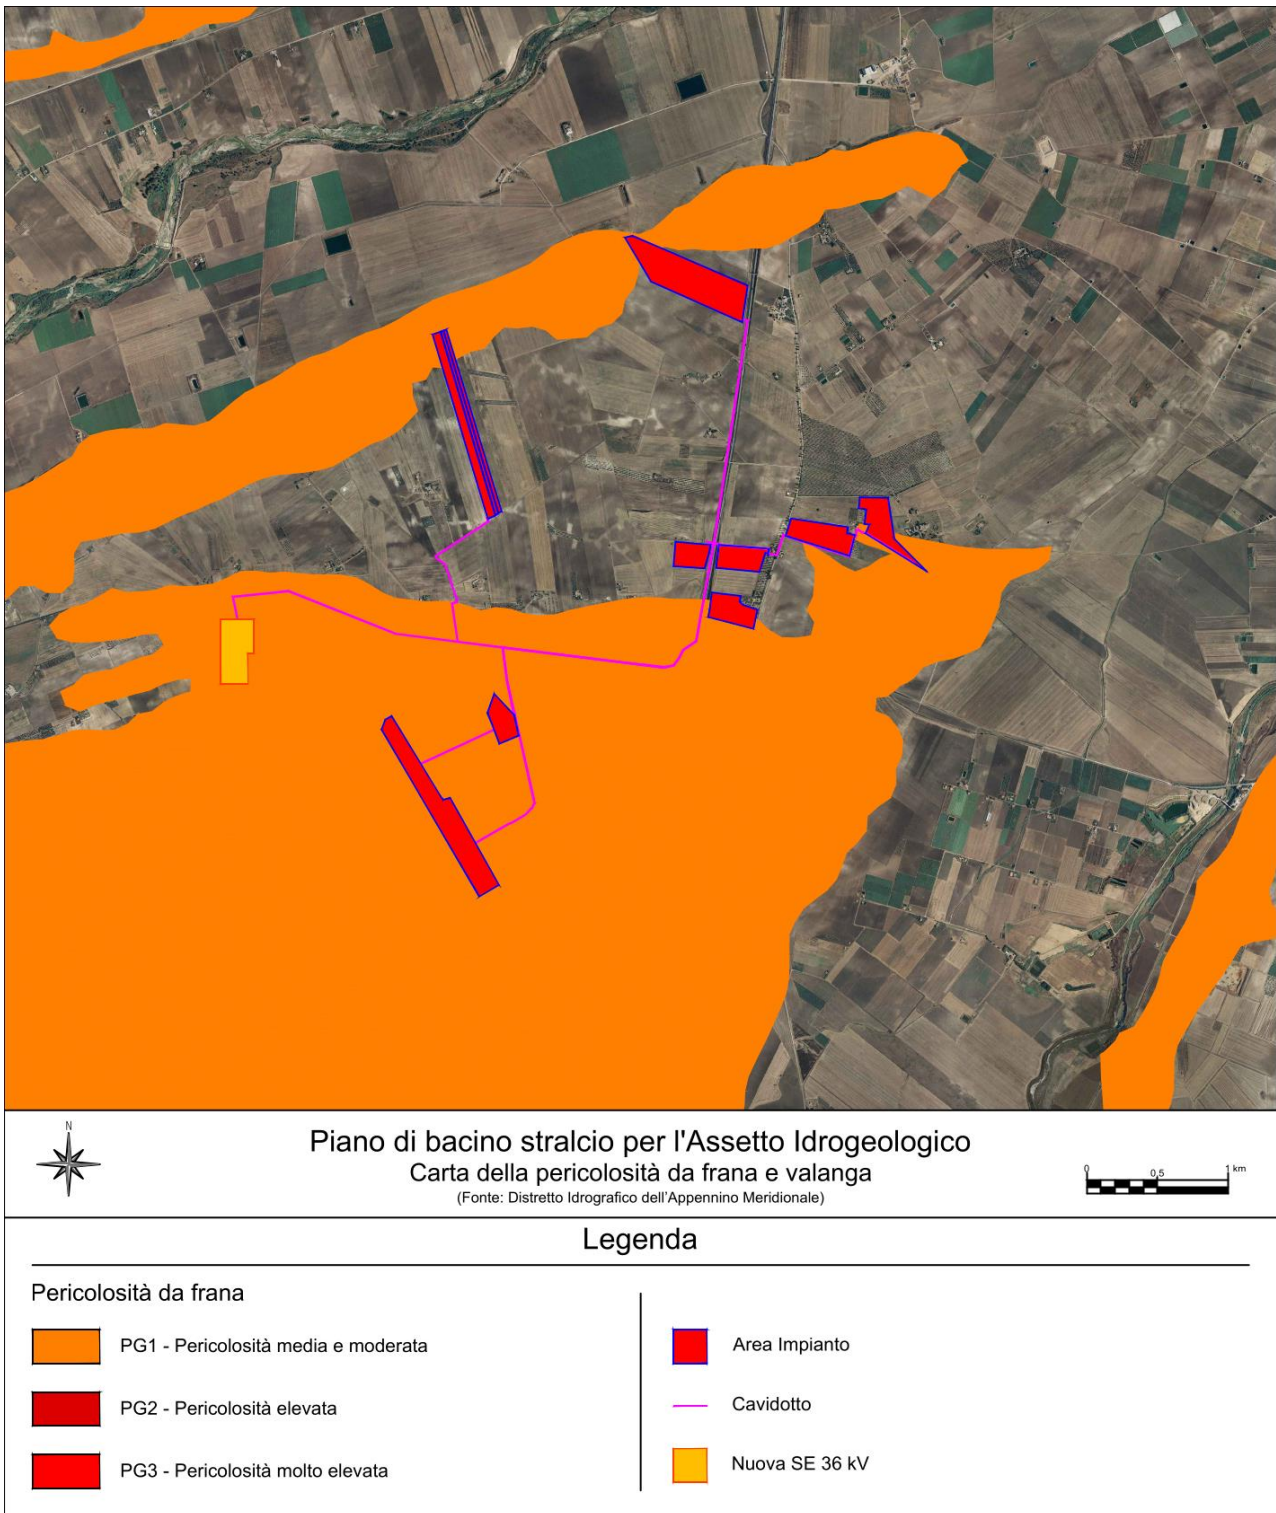 N
Piano di bacino stralcio per l'Assetto Idrogeologico
Carta della pericolosità da frana e valanga
(Fonte: Distretto Idrografico dell'Appennino Meridionale)
0 0,5 1 km
Legenda
Pericolosità da frana
PG1 - Pericolosità media e moderata
PG2 - Pericolosità elevata
PG3 - Pericolosità molto elevata
Area Impianto
Cavidotto
Nuova SE 36 kV